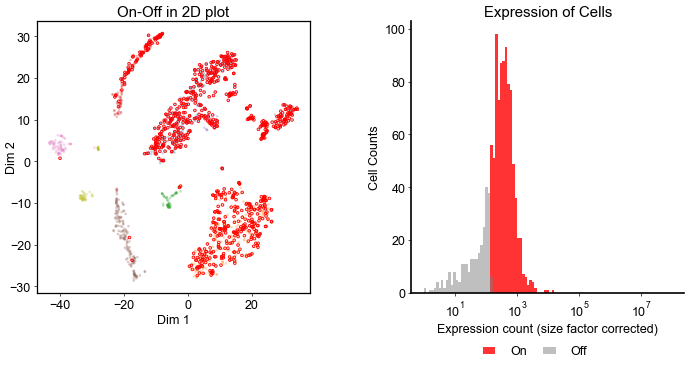 On-Off in 2D plot
30
20
10
0
−10
−20
−30
Dim 2
−40
−20
0
20
Dim 1
Expression of Cells
100
80
60
40
20
0
Cell Counts
10^1
10^3
10^5
10^7
Expression count (size factor corrected)
On
Off